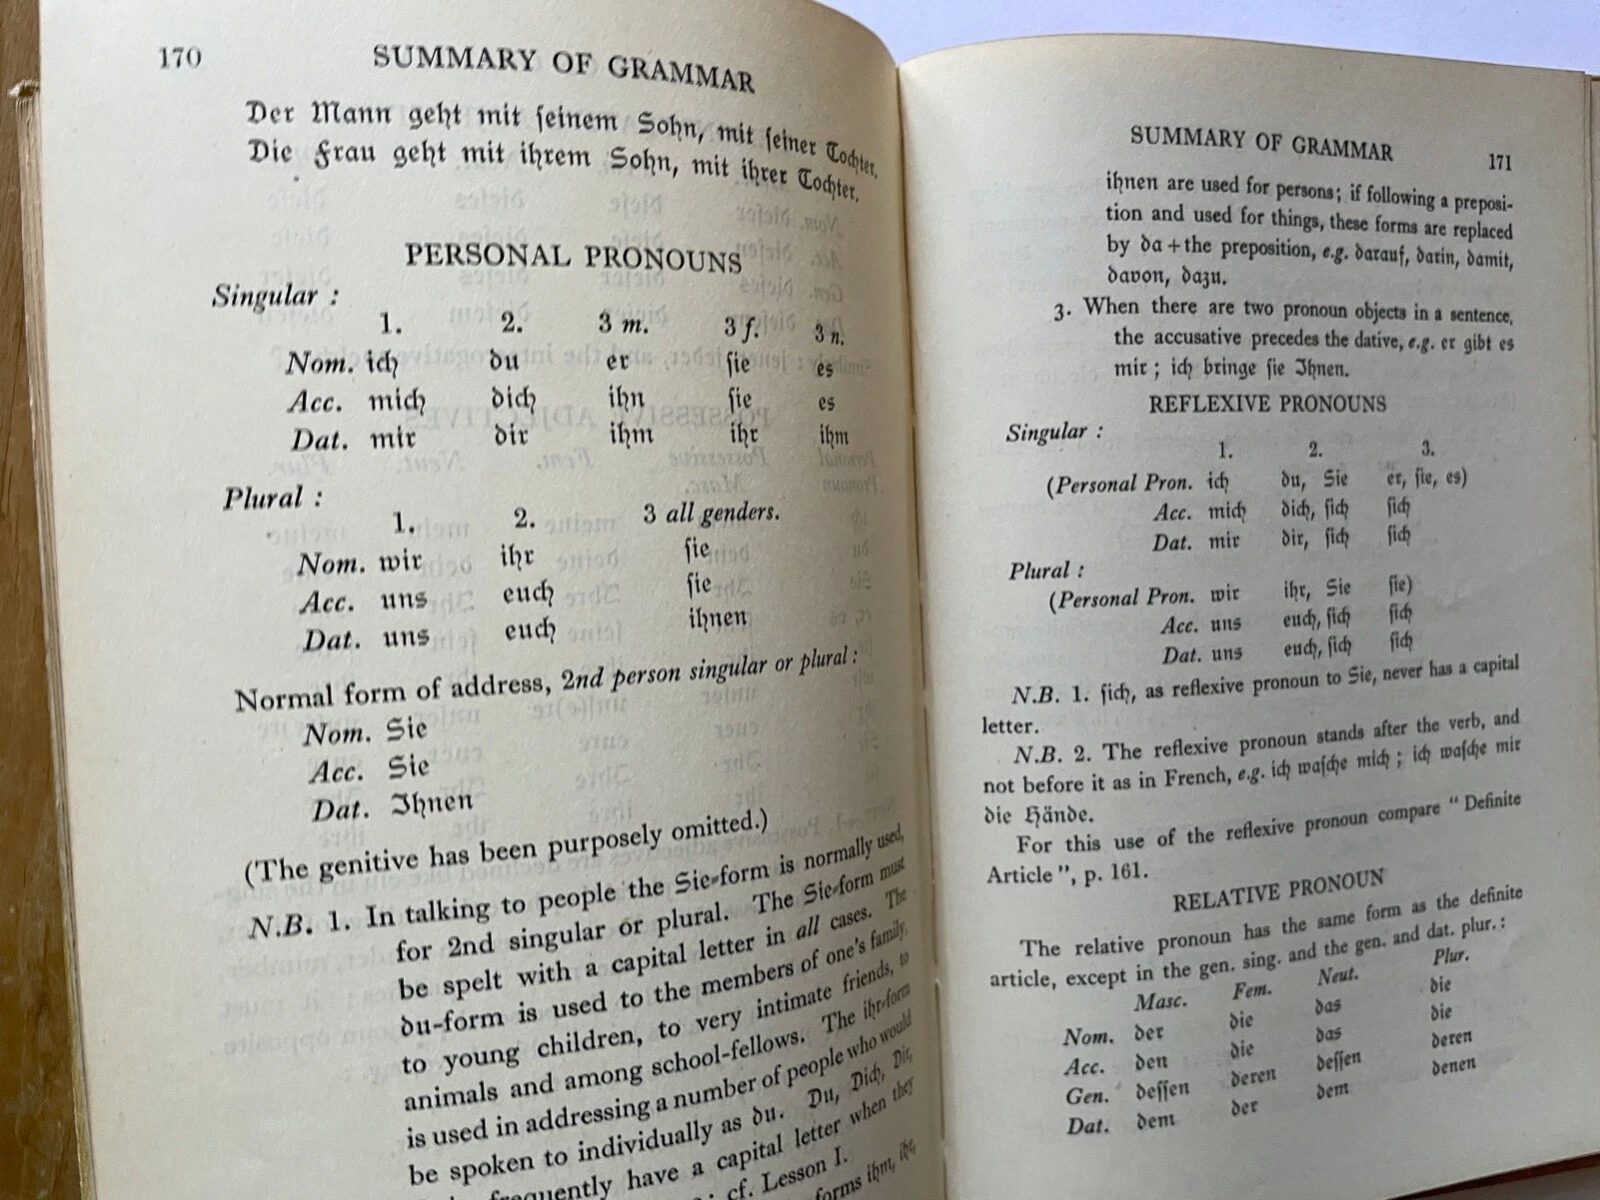 170
SUMMARY OF GRAMMAR
Der Mann geht mit seinem Sohn, mit seiner Tochter.
Die Frau geht mit ihrem Sohn, mit ihrer Tochter.
PERSONAL PRONOUNS
Singular :
1. 2. 3 m. 3 f. 3 n.
Nom. ich du er sie es
Acc. mich dich ihn sie es
Dat. mir dir ihm ihr ihm
Plural :
1. 2. 3 all genders.
Nom. wir ihr sie
Acc. uns euch sie
Dat. uns euch ihnen
Normal form of address, 2nd person singular or plural :
Nom. Sie
Acc. Sie
Dat. Ihnen
(The genitive has been purposely omitted.)
N.B. 1. In talking to people the Sie-form is normally used,
for 2nd singular or plural. The Sie-form must
be spelt with a capital letter in all cases. The
du-form is used to the members of one's family,
to young children, to very intimate friends, to
animals and among school-fellows. The ihr-form
is used in addressing a number of people who would
be spoken to individually as du. Du, Dich, Dir,
frequently have a capital letter when they
; cf. Lesson I.
forms ihm, ihr,
SUMMARY OF GRAMMAR
171
ihnen are used for persons; if following a preposi-
tion and used for things, these forms are replaced
by da + the preposition, e.g. darauf, darin, damit,
davon, dazu.
3. When there are two pronoun objects in a sentence,
the accusative precedes the dative, e.g. er gibt es
mir ; ich bringe sie Ihnen.
REFLEXIVE PRONOUNS
Singular :
1. 2. 3.
(Personal Pron. ich du, Sie er, sie, es)
Acc. mich dich, sich sich
Dat. mir dir, sich sich
Plural :
(Personal Pron. wir ihr, Sie sie)
Acc. uns euch, sich sich
Dat. uns euch, sich sich
N.B. 1. sich, as reflexive pronoun to Sie, never has a capital
letter.
N.B. 2. The reflexive pronoun stands after the verb, and
not before it as in French, e.g. ich wasche mich ; ich wasche mir
die Hände.
For this use of the reflexive pronoun compare "Definite
Article", p. 161.
RELATIVE PRONOUN
The relative pronoun has the same form as the definite
article, except in the gen. sing. and the gen. and dat. plur. :
Masc. Fem. Neut. Plur.
Nom. der die das die
Acc. den die das die
Gen. dessen deren dessen deren
Dat. dem der dem denen